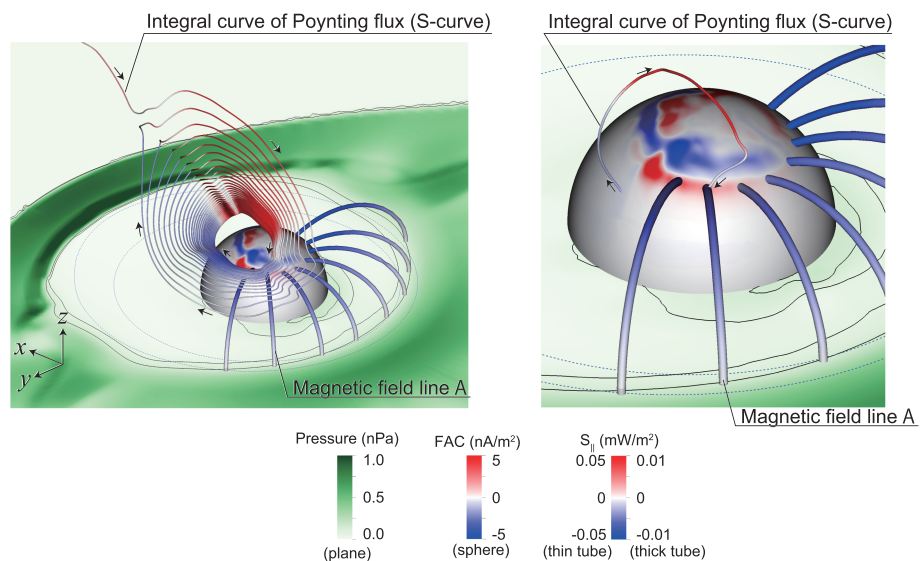 Integral curve of Poynting flux (S-curve)
Integral curve of Poynting flux (S-curve)
z
x
y
Magnetic field line A
Magnetic field line A
Pressure (nPa)
1.0
0.5
0.0
(plane)
FAC (nA/m²)
5
0
-5
(sphere)
S|| (mW/m²)
0.05 0.01
0 0
-0.05 -0.01
(thin tube) (thick tube)